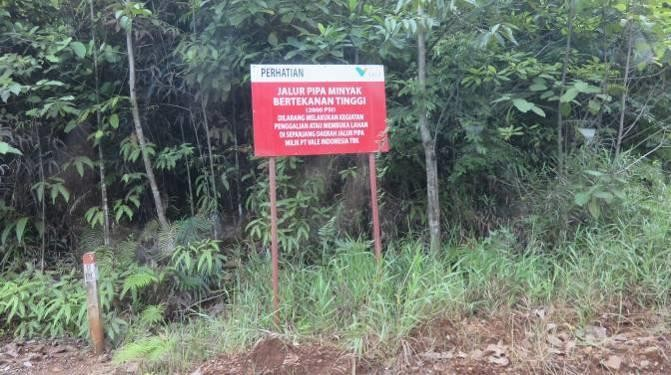 PERHATIAN
VALE
JALUR PIPA MINYAK
BERTEKANAN TINGGI
(2000 PSI)
DILARANG MELAKUKAN KEGIATAN
PENGGALIAN ATAU MEMBUKA LAHAN
DI SEPANJANG DAERAH JALUR PIPA
MILIK PT VALE INDONESIA TBK